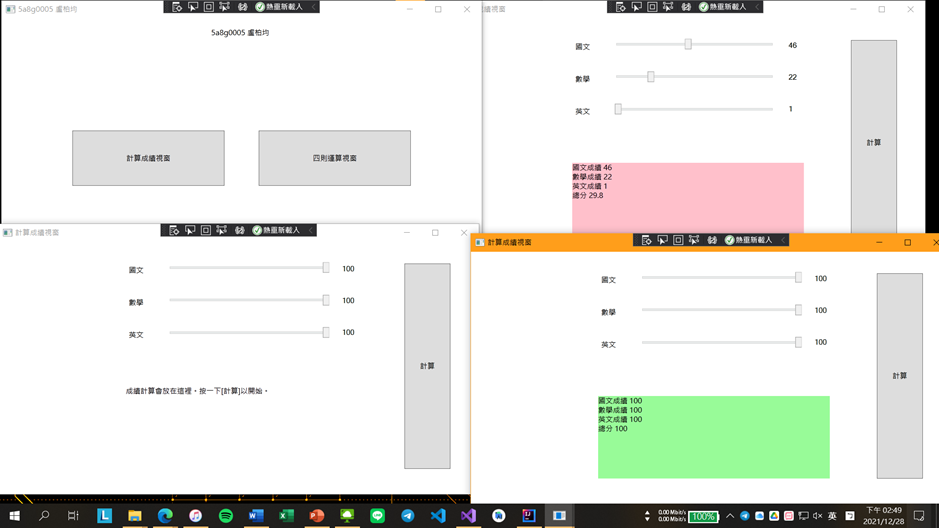 5a8g0005 盧柏均
熱重新載入
5a8g0005 盧柏均
計算成績視窗
四則運算視窗
績視窗
熱重新載入
國文
46
數學
22
英文
1
計算
國文成績 46
數學成績 22
英文成績 1
總分 29.8
計算成績視窗
熱重新載入
國文
100
數學
100
英文
100
計算
成績計算會放在這裡。按一下[計算]以開始。
計算成績視窗
熱重新載入
國文
100
數學
100
英文
100
計算
國文成績 100
數學成績 100
英文成績 100
總分 100
0.00 Mbit/s
0.00 Mbit/s
100%
英
下午 02:49
2021/12/28